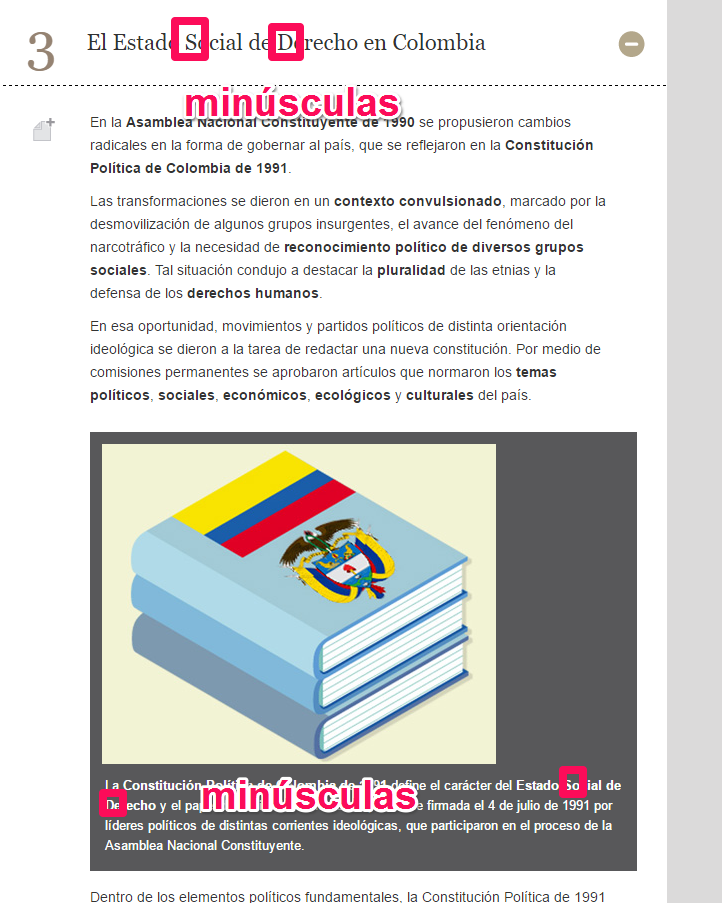 3 El Estado Social de Derecho en Colombia
minúsculas
En la Asamblea Nacional Constituyente de 1990 se propusieron cambios
radicales en la forma de gobernar al país, que se reflejaron en la Constitución
Política de Colombia de 1991.
Las transformaciones se dieron en un contexto convulsionado, marcado por la
desmovilización de algunos grupos insurgentes, el avance del fenómeno del
narcotráfico y la necesidad de reconocimiento político de diversos grupos
sociales. Tal situación condujo a destacar la pluralidad de las etnias y la
defensa de los derechos humanos.
En esa oportunidad, movimientos y partidos políticos de distinta orientación
ideológica se dieron a la tarea de redactar una nueva constitución. Por medio de
comisiones permanentes se aprobaron artículos que normaron los temas
políticos, sociales, económicos, ecológicos y culturales del país.
La Constitución Política de Colombia de 1991 define el carácter del Estado Social de
minúsculas
Derecho y el firmada el 4 de julio de 1991 por
líderes políticos de distintas corrientes ideológicas, que participaron en el proceso de la
Asamblea Nacional Constituyente.
Dentro de los elementos políticos fundamentales, la Constitución Política de 1991